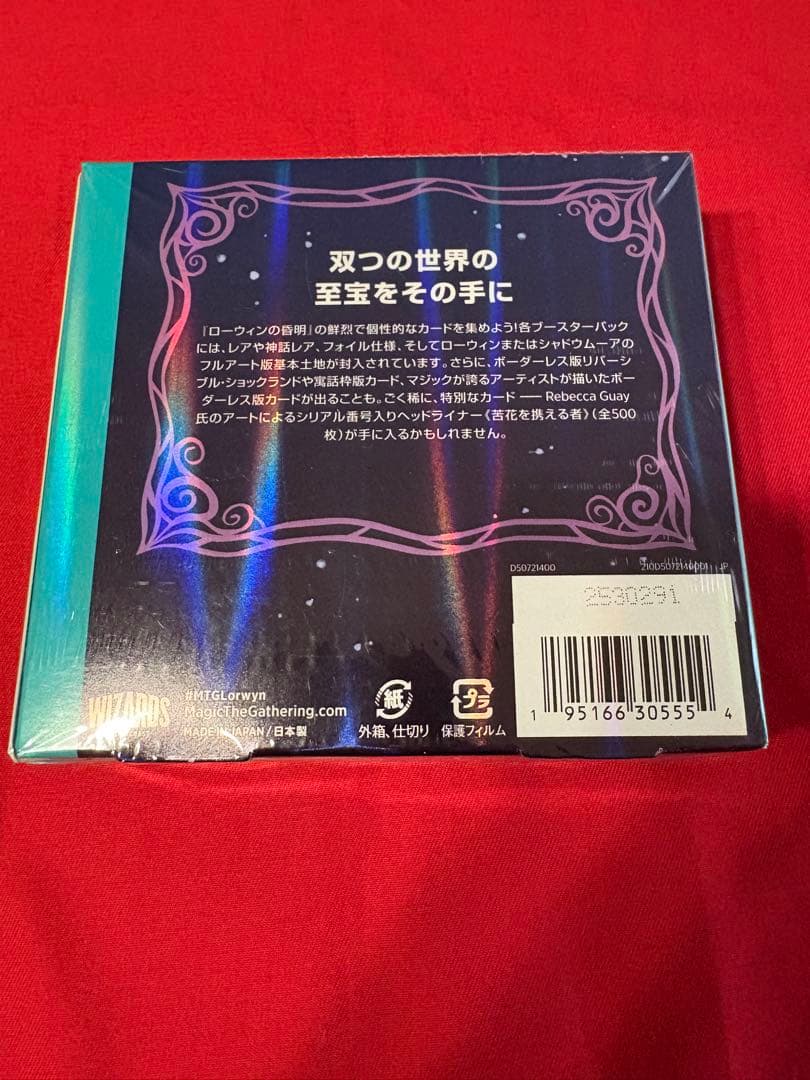 双つの世界の
至宝をその手に
『ローウィンの昏明』の鮮烈で個性的なカードを集めよう!各ブースターパック
には、レアや神話レア、フォイル仕様、そしてローウィンまたはシャドウムーアの
フルアート版基本土地が封入されています。さらに、ボーダーレス版リバーシ
ブル・ショックランドや寓話枠版カード、マジックが誇るアーティストが描いたボー
ダーレス版カードが出ることも。ごく稀に、特別なカード ── Rebecca Guay
氏のアートによるシリアル番号入りヘッドライナー《苦花を携える者》(全500
枚)が手に入るかもしれません。
D50721400
JP
2530291
WIZARDS
#MTGLorwyn
MagicTheGathering.com
MADE IN JAPAN / 日本製
紙
外箱、仕切り
プラ
保護フィルム
1 95166 30555 4